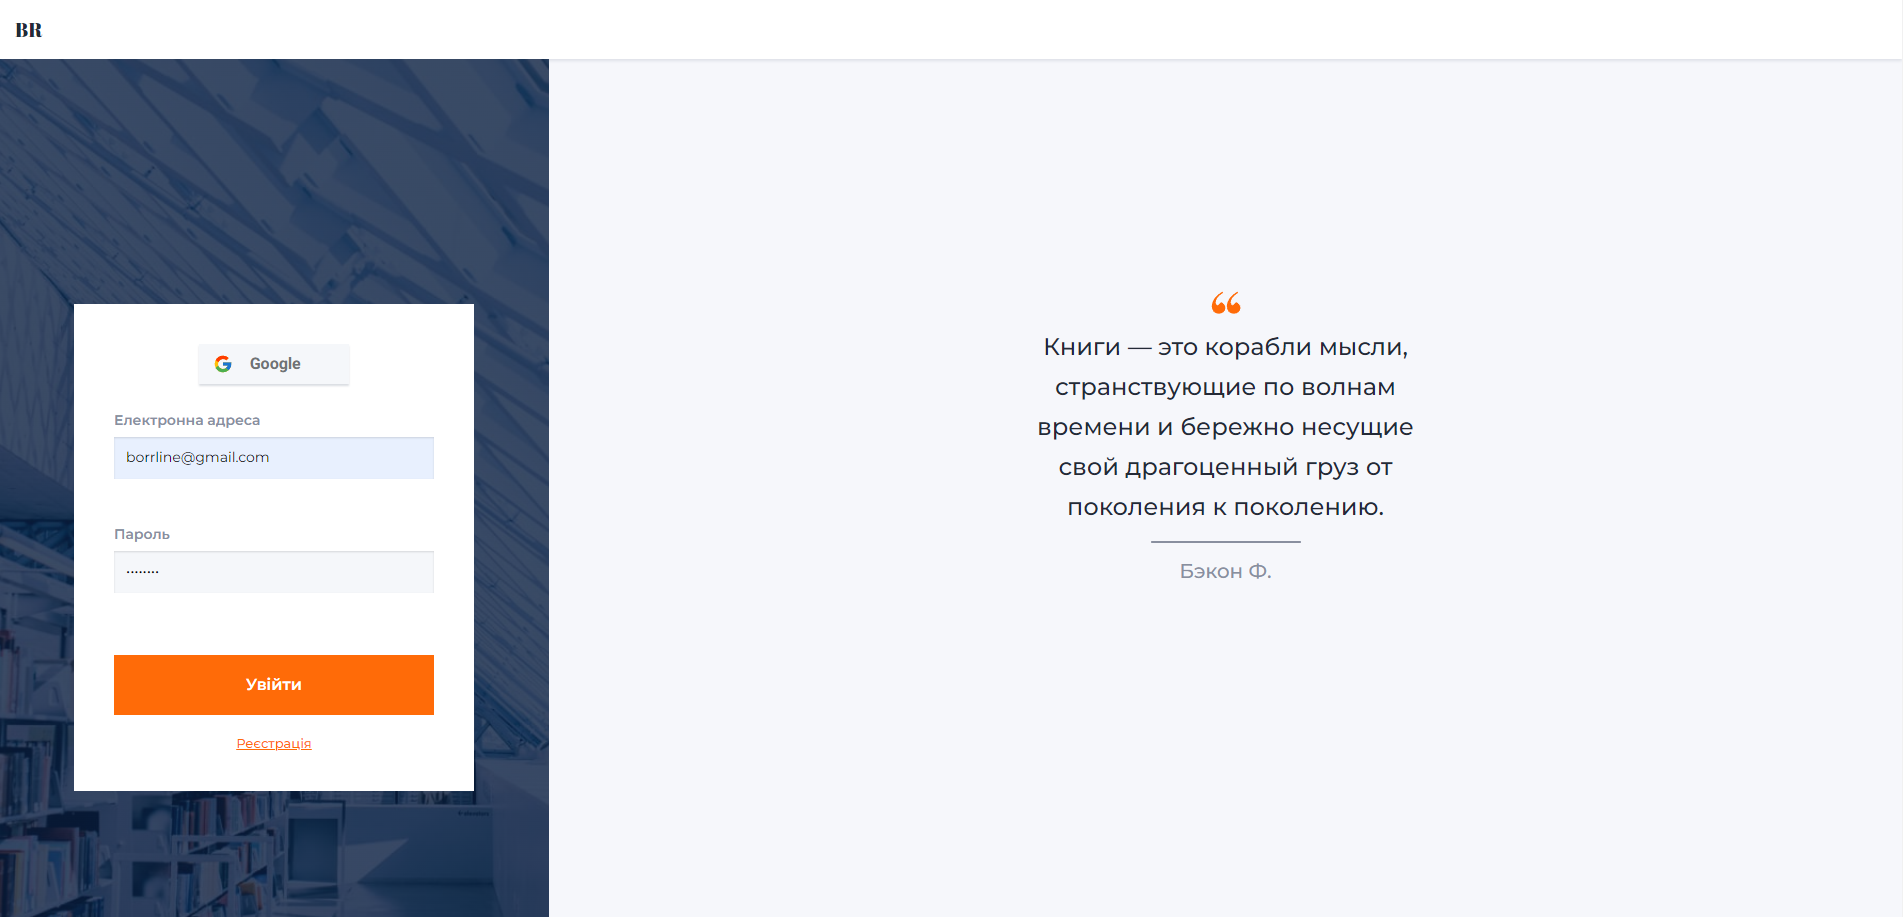 BR
Google
Електронна адреса
borrline@gmail.com
Пароль
........
Увійти
Реєстрація
“
Книги — это корабли мысли,
странствующие по волнам
времени и бережно несущие
свой драгоценный груз от
поколения к поколению.
Бэкон Ф.